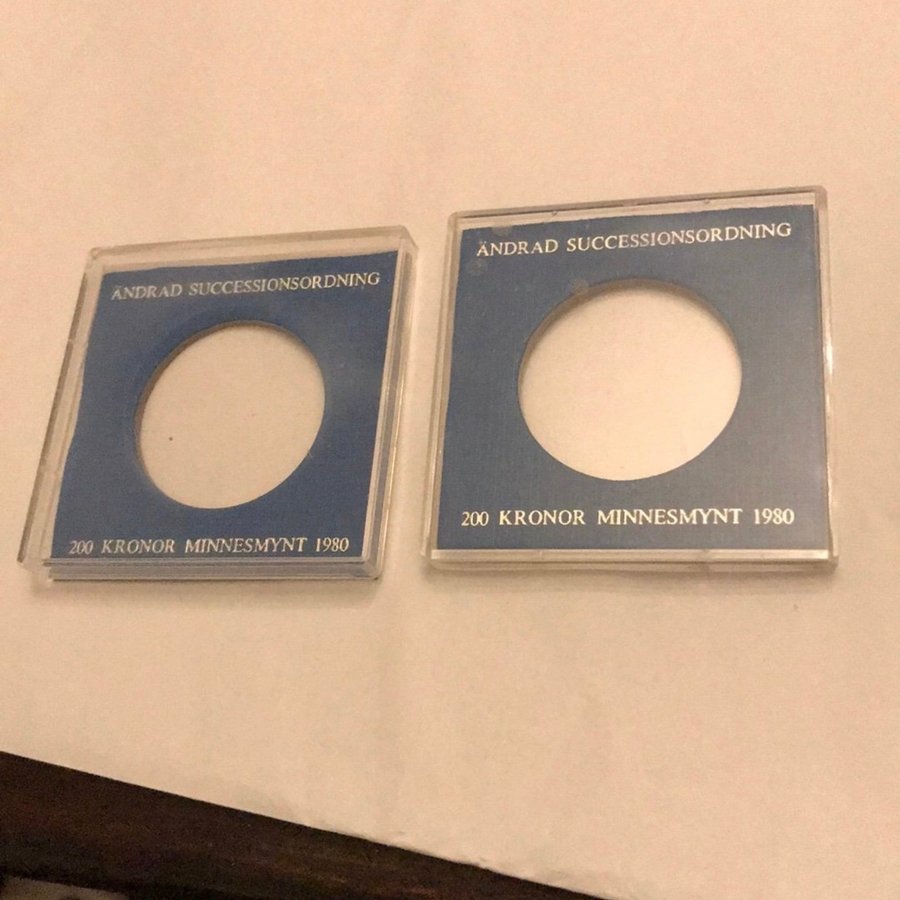 ÄNDRAD SUCCESSIONSORDNING
200 KRONOR MINNESMYNT 1980
ÄNDRAD SUCCESSIONSORDNING
200 KRONOR MINNESMYNT 1980